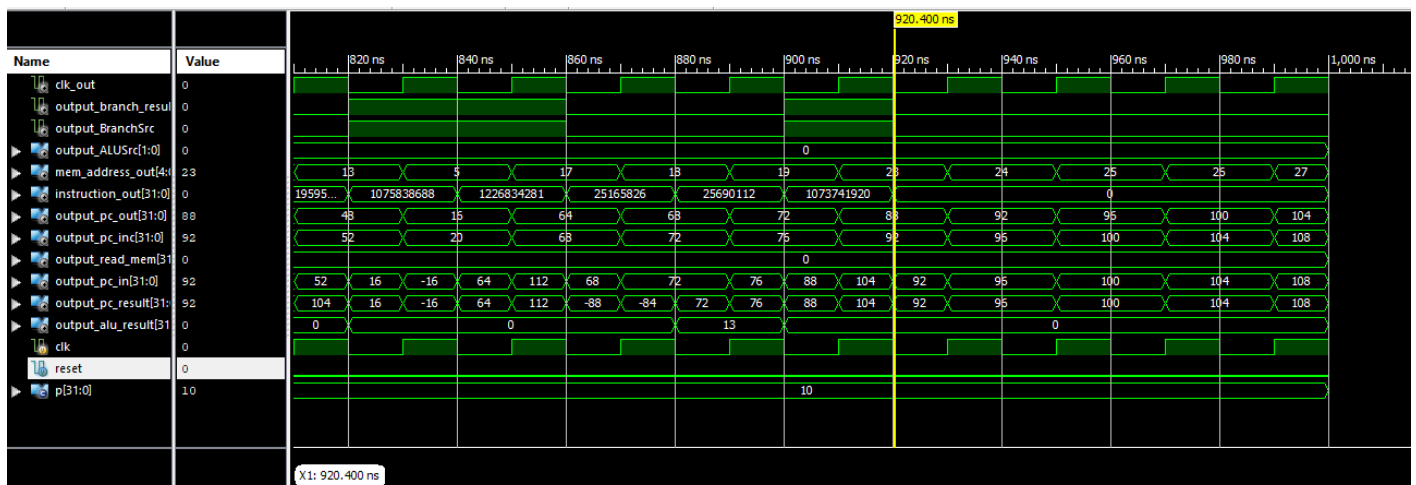 920.400 ns
Name Value
820 ns 840 ns 860 ns 880 ns 900 ns 920 ns 940 ns 960 ns 980 ns 1,000 ns
clk_out 0
output_branch_resul 0
output_BranchSrc 0
output_ALUSrc[1:0] 0 0
mem_address_out[4:( 23 13 5 17 18 19 23 24 25 26 27
instruction_out[31:0] 0 19595... 1075838688 1226834281 25165826 25690112 1073741920 0
output_pc_out[31:0] 88 48 16 64 68 72 88 92 96 100 104
output_pc_inc[31:0] 92 52 20 68 72 76 92 96 100 104 108
output_read_mem[31 0 0
output_pc_in[31:0] 92 52 16 -16 64 112 68 72 76 88 104 92 96 100 104 108
output_pc_result[31: 92 104 16 -16 64 112 -88 -84 72 76 88 104 92 96 100 104 108
output_alu_result[31 0 0 0 13 0
clk 0
reset 0
p[31:0] 10 10
X1: 920.400 ns